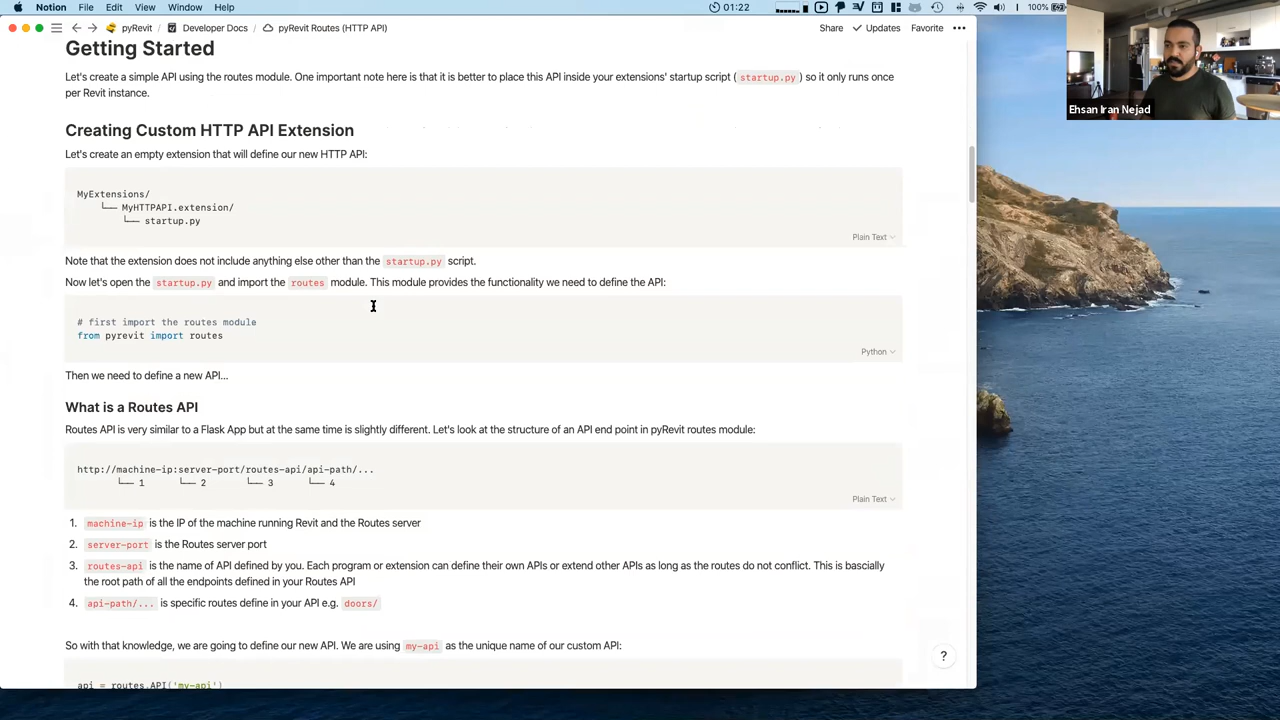 Notion File Edit View Window Help 01:22 100%
pyRevit / Developer Docs / pyRevit Routes (HTTP API) Share Updates Favorite
Ehsan Iran Nejad
Getting Started
Let's create a simple API using the routes module. One important note here is that it is better to place this API inside your extensions' startup script ( startup.py ) so it only runs once
per Revit instance.
Creating Custom HTTP API Extension
Let's create an empty extension that will define our new HTTP API:
MyExtensions/
└── MyHTTPAPI.extension/
└── startup.py
Plain Text
Note that the extension does not include anything else other than the startup.py script.
Now let's open the startup.py and import the routes module. This module provides the functionality we need to define the API:
# first import the routes module
from pyrevit import routes
Python
Then we need to define a new API...
What is a Routes API
Routes API is very similar to a Flask App but at the same time is slightly different. Let's look at the structure of an API end point in pyRevit routes module:
http://machine-ip:server-port/routes-api/api-path/...
└── 1 └── 2 └── 3 └── 4
Plain Text
1. machine-ip is the IP of the machine running Revit and the Routes server
2. server-port is the Routes server port
3. routes-api is the name of API defined by you. Each program or extension can define their own APIs or extend other APIs as long as the routes do not conflict. This is bascially
the root path of all the endpoints defined in your Routes API
4. api-path/... is specific routes define in your API e.g. doors/
So with that knowledge, we are going to define our new API. We are using my-api as the unique name of our custom API:
?
api = routes.API('my-api')